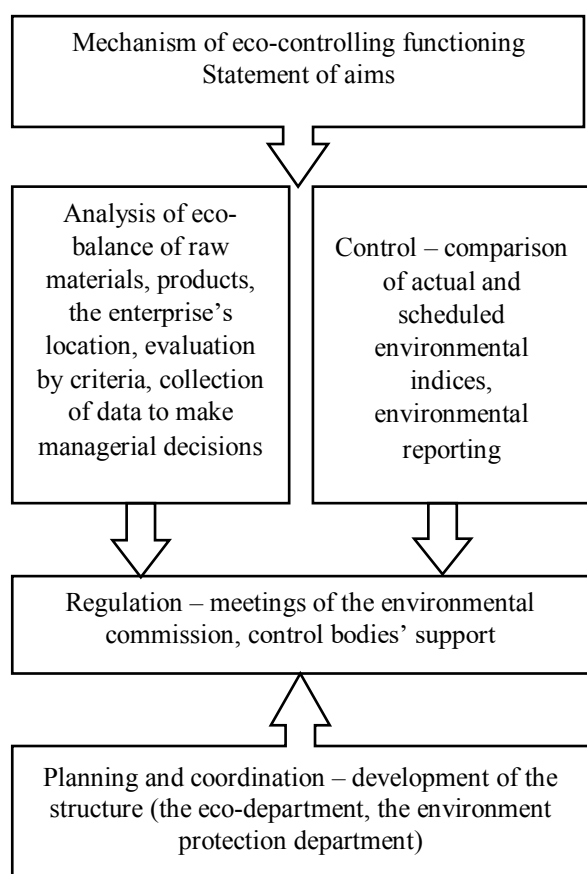 Mechanism of eco-controlling functioning
Statement of aims
Analysis of eco-
balance of raw
materials, products,
the enterprise's
location, evaluation
by criteria, collection
of data to make
managerial decisions
Control – comparison
of actual and
scheduled
environmental
indices,
environmental
reporting
Regulation – meetings of the environmental
commission, control bodies' support
Planning and coordination – development of the
structure (the eco-department, the environment
protection department)